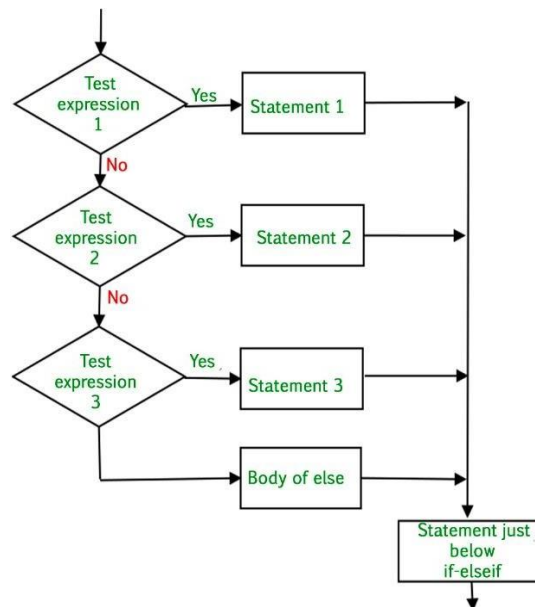 Test
expression
1
Yes
Statement 1
No
Test
expression
2
Yes
Statement 2
No
Test
expression
3
Yes
Statement 3
Body of else
Statement just
below
if-elseif